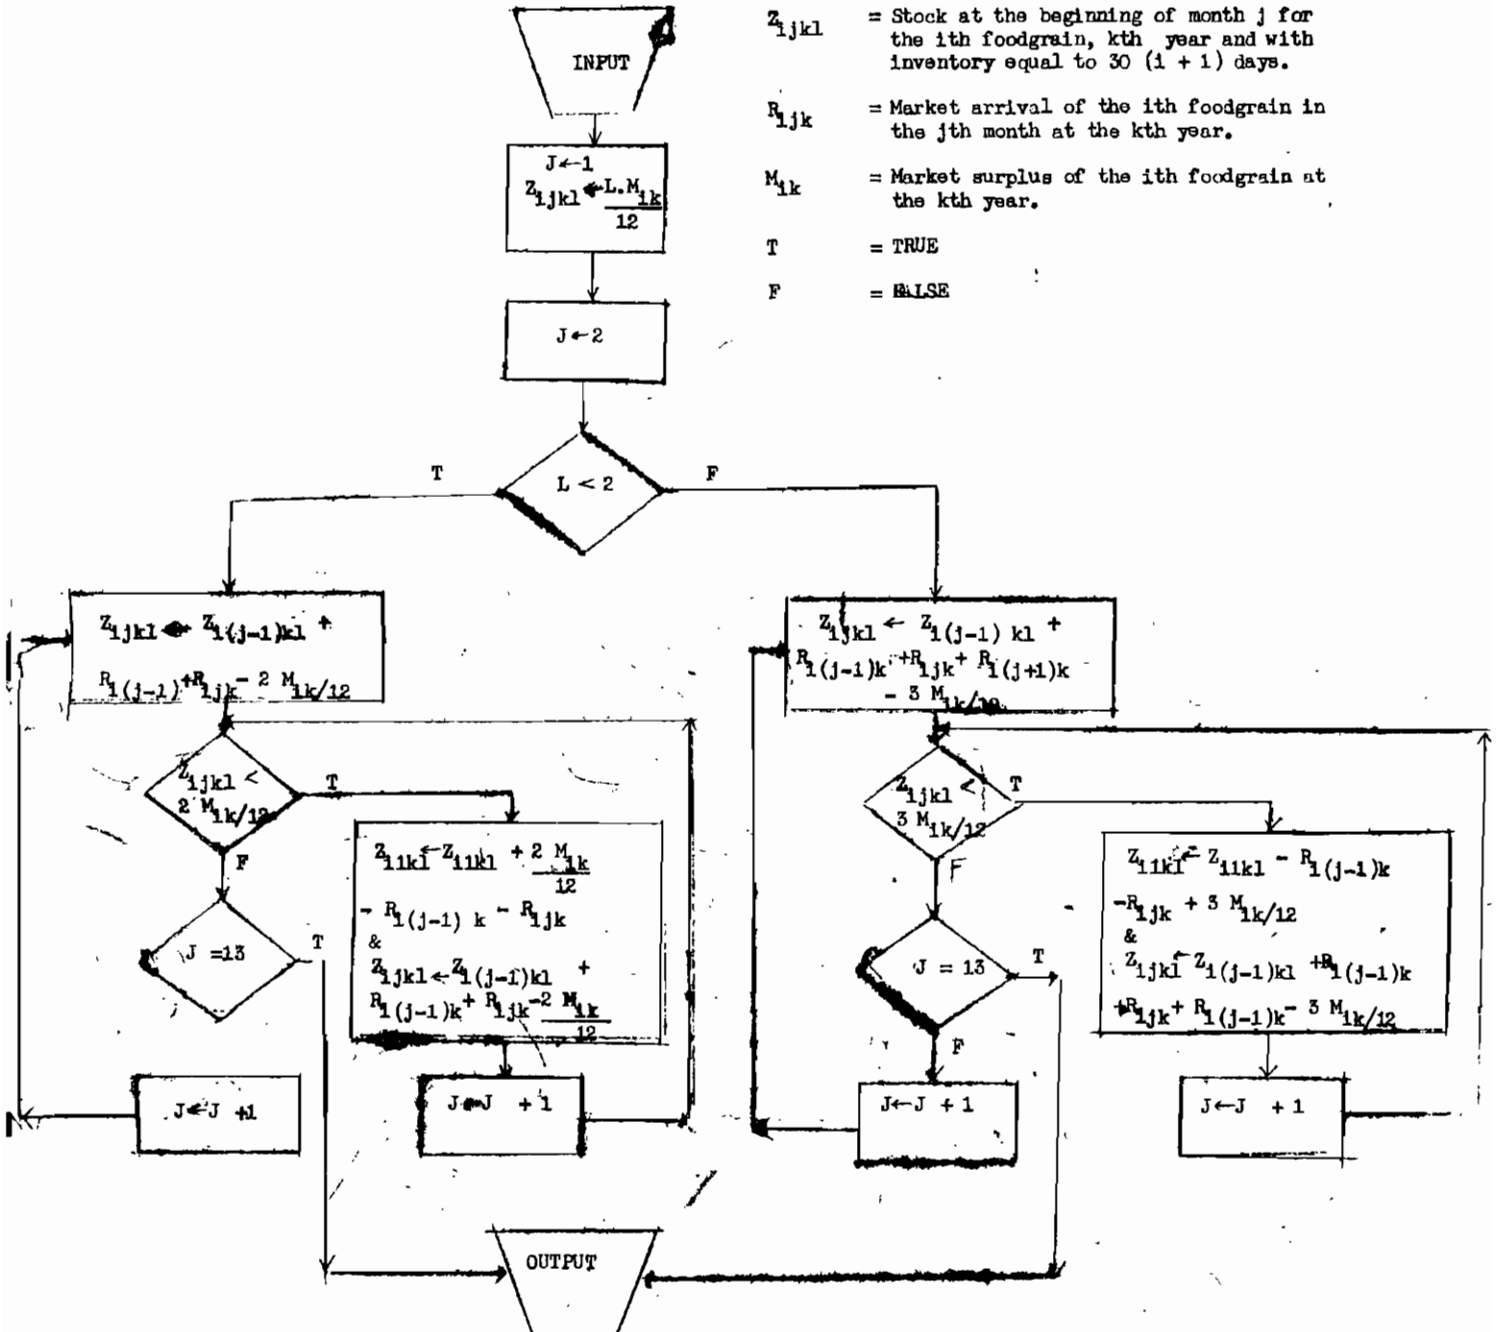 INPUT
Z_ijkl = Stock at the beginning of month j for
the ith foodgrain, kth year and with
inventory equal to 30 (i + 1) days.
R_ijk = Market arrival of the ith foodgrain in
the jth month at the kth year.
M_ik = Market surplus of the ith foodgrain at
the kth year.
T = TRUE
F = FALSE
J←1
Z_ijkl ← L.M_ik
12
J←2
L < 2
T
F
Z_ijkl ← Z_i(j-1)kl +
R_i(j-1) +R_ijk - 2 M_ik/12
Z_ijkl <
2 M_ik/12
T
F
J =13
T
J←J +1
Z_i1kl ← Z_i1kl + 2 M_ik
12
- R_i(j-1) k - R_ijk
&
Z_ijkl ← Z_i(j-1)kl +
R_i(j-1)k + R_ijk -2 M_ik
12
J←J + 1
Z_ijkl ← Z_i(j-1) kl +
R_i(j-1)k +R_ijk + R_i(j+1)k
- 3 M_ik/
Z_ijkl <
3 M_ik/12
T
F
J = 13
T
F
J←J + 1
Z_i1kl ← Z_i1kl - R_i(j-1)k
-R_ijk + 3 M_ik/12
&
Z_ijkl ← Z_i(j-1)kl +R_i(j-1)k
+R_ijk + R_i(j-1)k - 3 M_ik/12
J←J + 1
OUTPUT